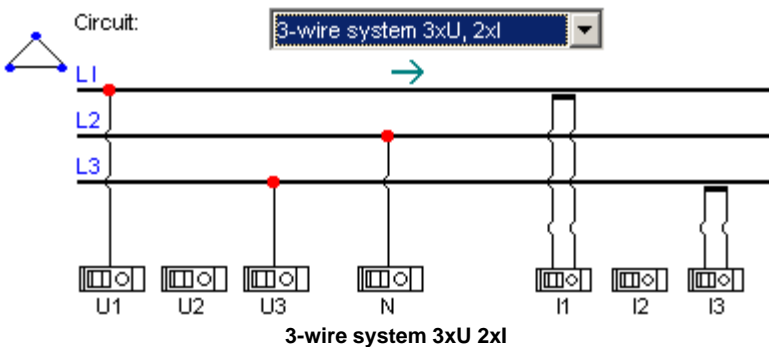 Circuit: 3-wire system 3xU, 2xI
L1
L2
L3
U1 U2 U3 N I1 I2 I3
3-wire system 3xU 2xI